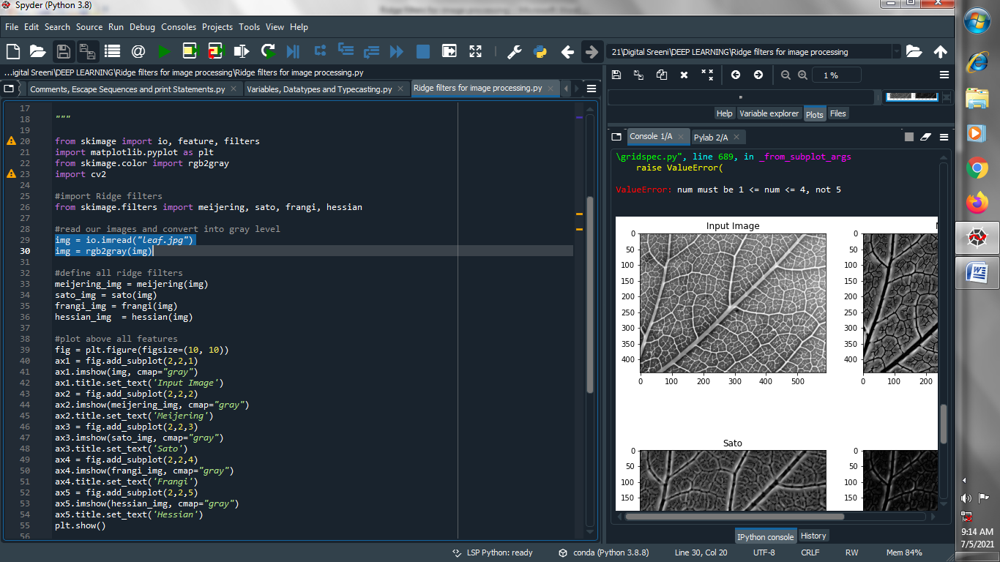 Spyder (Python 3.8)
File Edit Search Source Run Debug Consoles Projects Tools View Help
21\Digital Sreeni\DEEP LEARNING\Ridge filters for image processing
...igital Sreeni\DEEP LEARNING\Ridge filters for image processing\Ridge filters for image processing.py
Comments, Escape Sequences and print Statements.py
Variables, Datatypes and Typecasting.py
Ridge filters for image processing.py
17
18 """
19
20 from skimage import io, feature, filters
21 import matplotlib.pyplot as plt
22 from skimage.color import rgb2gray
23 import cv2
24
25 #import Ridge filters
26 from skimage.filters import meijering, sato, frangi, hessian
27
28 #read our images and convert into gray level
29 img = io.imread("leaf.jpg")
30 img = rgb2gray(img)
31
32 #define all ridge filters
33 meijering_img = meijering(img)
34 sato_img = sato(img)
35 frangi_img = frangi(img)
36 hessian_img  = hessian(img)
37
38 #plot above all features
39 fig = plt.figure(figsize=(10, 10))
40 ax1 = fig.add_subplot(2,2,1)
41 ax1.imshow(img, cmap="gray")
42 ax1.title.set_text('Input Image')
43 ax2 = fig.add_subplot(2,2,2)
44 ax2.imshow(meijering_img, cmap="gray")
45 ax2.title.set_text('Meijering')
46 ax3 = fig.add_subplot(2,2,3)
47 ax3.imshow(sato_img, cmap="gray")
48 ax3.title.set_text('Sato')
49 ax4 = fig.add_subplot(2,2,4)
50 ax4.imshow(frangi_img, cmap="gray")
51 ax4.title.set_text('Frangi')
52 ax5 = fig.add_subplot(2,2,5)
53 ax5.imshow(hessian_img, cmap="gray")
54 ax5.title.set_text('Hessian')
55 plt.show()
56
1 %
Help Variable explorer Plots Files
Console 1/A Pylab 2/A
\gridspec.py", line 689, in _from_subplot_args
raise ValueError(
ValueError: num must be 1 <= num <= 4, not 5
Input Image
0
50
100
150
200
250
300
350
400
0 100 200 300 400 500
0
50
100
150
200
250
300
350
400
0 100 200
Sato
0
50
100
150
0
50
100
150
IPython console History
LSP Python: ready conda (Python 3.8.8) Line 30, Col 20 UTF-8 CRLF RW Mem 84%
9:14 AM
7/5/2021